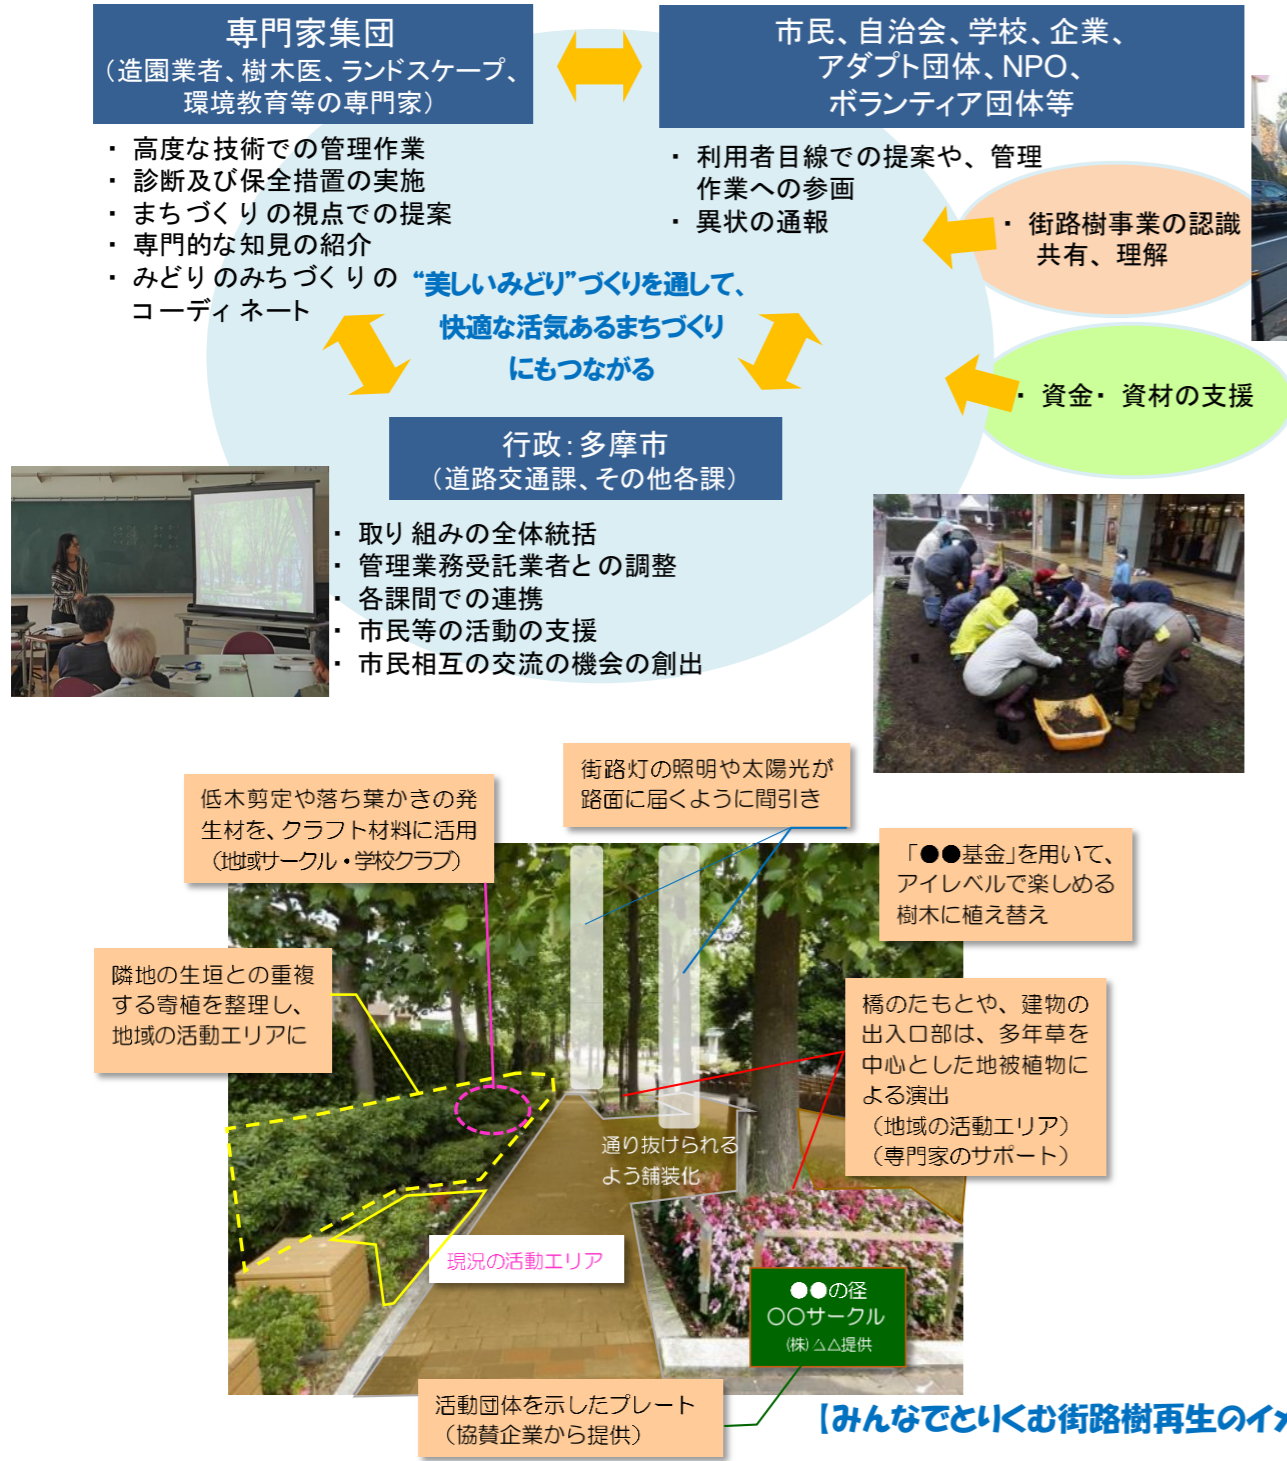 専門家集団
（造園業者、樹木医、ランドスケープ、
環境教育等の専門家）
・ 高度な技術での管理作業
・ 診断及び保全措置の実施
・ まちづくりの視点での提案
・ 専門的な知見の紹介
・ みどりのみちづくりの
コーディネート
市民、自治会、学校、企業、
アダプト団体、NPO、
ボランティア団体等
・ 利用者目線での提案や、管理
作業への参画
・ 異状の通報
・ 街路樹事業の認識
共有、理解
・ 資金・資材の支援
“美しいみどり”づくりを通して、
快適な活気あるまちづくり
にもつながる
行政：多摩市
（道路交通課、その他各課）
・ 取り組みの全体統括
・ 管理業務受託業者との調整
・ 各課間での連携
・ 市民等の活動の支援
・ 市民相互の交流の機会の創出
街路灯の照明や太陽光が
路面に届くように間引き
低木剪定や落ち葉かきの発
生材を、クラフト材料に活用
（地域サークル・学校クラブ）
「●●基金」を用いて、
アイレベルで楽しめる
樹木に植え替え
隣地の生垣との重複
する寄植を整理し、
地域の活動エリアに
橋のたもとや、建物の
出入口部は、多年草を
中心とした地被植物に
よる演出
（地域の活動エリア）
（専門家のサポート）
通り抜けられる
よう舗装化
現況の活動エリア
●●の径
〇〇サークル
㈱△△提供
活動団体を示したプレート
（協賛企業から提供）
【みんなでとりくむ街路樹再生のイメ